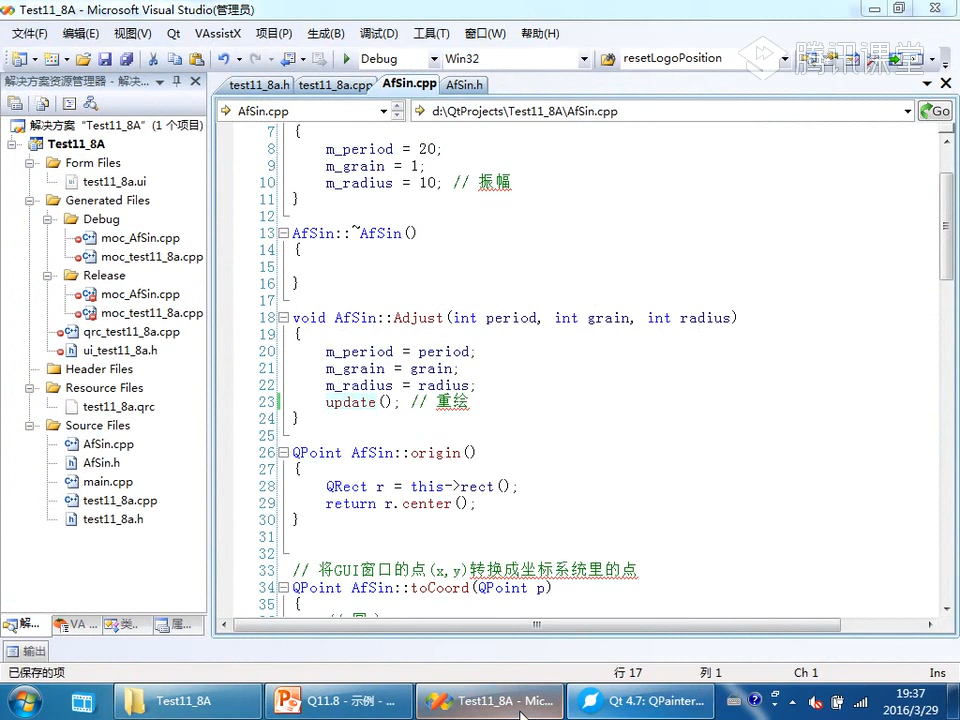 Test11_8A - Microsoft Visual Studio(管理员)
文件(F) 编辑(E) 视图(V) Qt VAssistX 项目(P) 生成(B) 调试(D) 工具(T) 窗口(W) 帮助(H)
Debug Win32 resetLogoPosition
腾讯课堂
解决方案资源管理器 - 解决...
test11_8a.h test11_8a.cpp AfSin.cpp AfSin.h
AfSin.cpp d:\QtProjects\Test11_8A\AfSin.cpp Go
解决方案 "Test11_8A" (1 个项目)
Test11_8A
Form Files
test11_8a.ui
Generated Files
Debug
moc_AfSin.cpp
moc_test11_8a.cpp
Release
moc_AfSin.cpp
moc_test11_8a.cpp
qrc_test11_8a.cpp
ui_test11_8a.h
Header Files
Resource Files
test11_8a.qrc
Source Files
AfSin.cpp
AfSin.h
main.cpp
test11_8a.cpp
test11_8a.h
7 {
8 m_period = 20;
9 m_grain = 1;
10 m_radius = 10; // 振幅
11 }
12
13 AfSin::~AfSin()
14 {
15
16 }
17
18 void AfSin::Adjust(int period, int grain, int radius)
19 {
20 m_period = period;
21 m_grain = grain;
22 m_radius = radius;
23 update(); // 重绘
24 }
25
26 QPoint AfSin::origin()
27 {
28 QRect r = this->rect();
29 return r.center();
30 }
31
32
33 // 将GUI窗口的点(x,y)转换成坐标系统里的点
34 QPoint AfSin::toCoord(QPoint p)
35 {
解... VA ... 类... 属...
输出
已保存的项 行 17 列 1 Ch 1 Ins
Test11_8A Q11.8 - 示例 - ... Test11_8A - Mic... Qt 4.7: QPainter...
19:37
2016/3/29